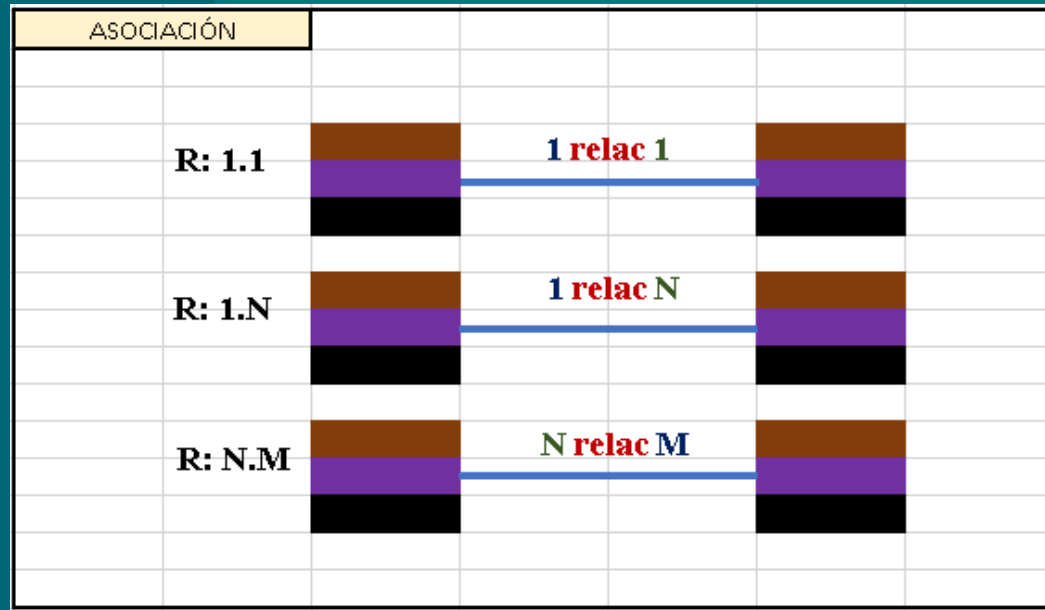 ASOCIACIÓN
R: 1.1
1 relac 1
R: 1.N
1 relac N
R: N.M
N relac M